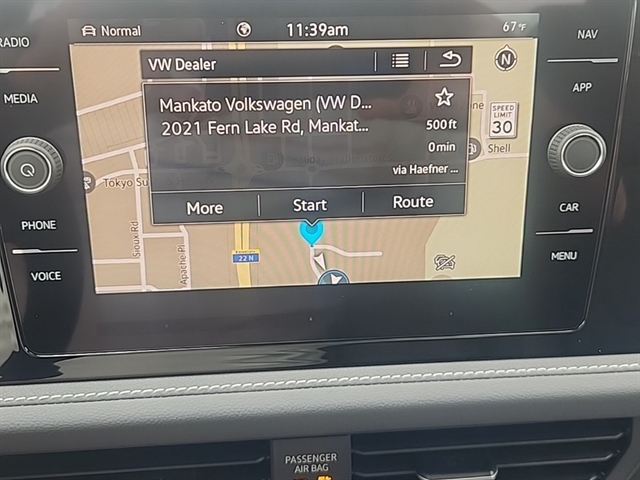 RADIO
MEDIA
PHONE
VOICE
Normal
11:39am
67°F
VW Dealer
N
Mankato Volkswagen (VW D...
2021 Fern Lake Rd, Mankat...
500 ft
0 min
via Haefner ...
More
Start
Route
SPEED
LIMIT
30
Shell
Tokyo Su
Sioux Rd
Apache Pl
22 N
NAV
APP
CAR
MENU
PASSENGER
AIR BAG